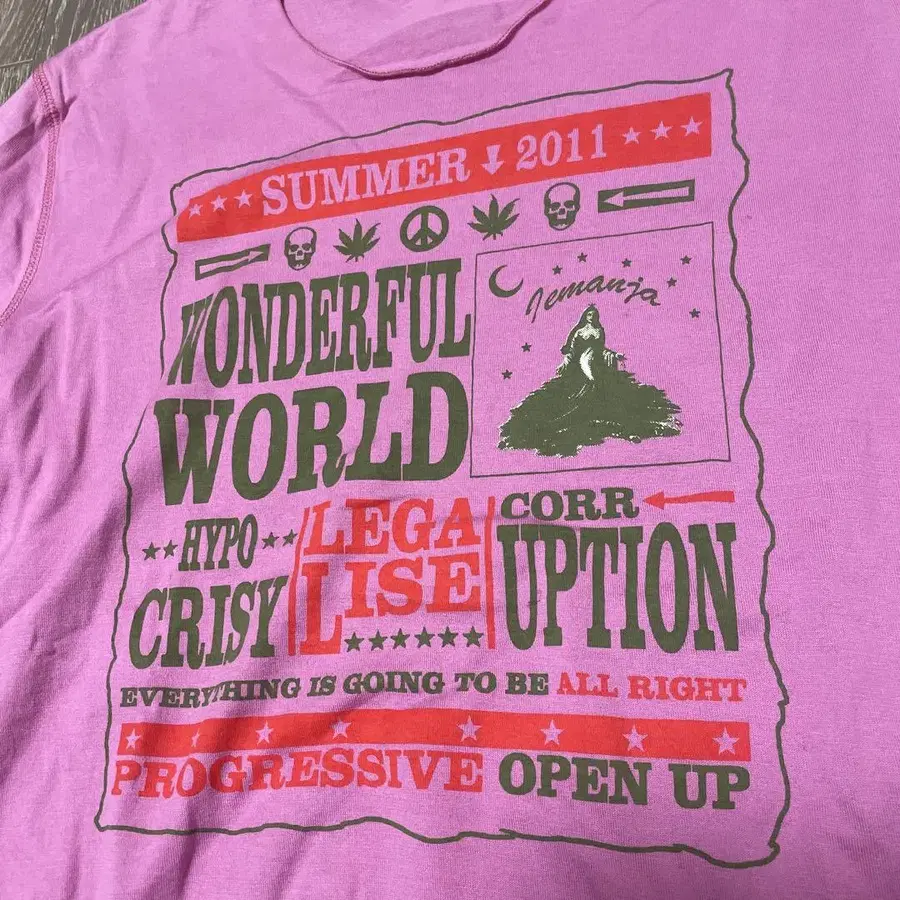 SUMMER 2011
WONDERFUL
WORLD
Jemanja
HYPO
CRISY
LEGA
LISE
CORR
UPTION
EVERYTHING IS GOING TO BE ALL RIGHT
PROGRESSIVE OPEN UP